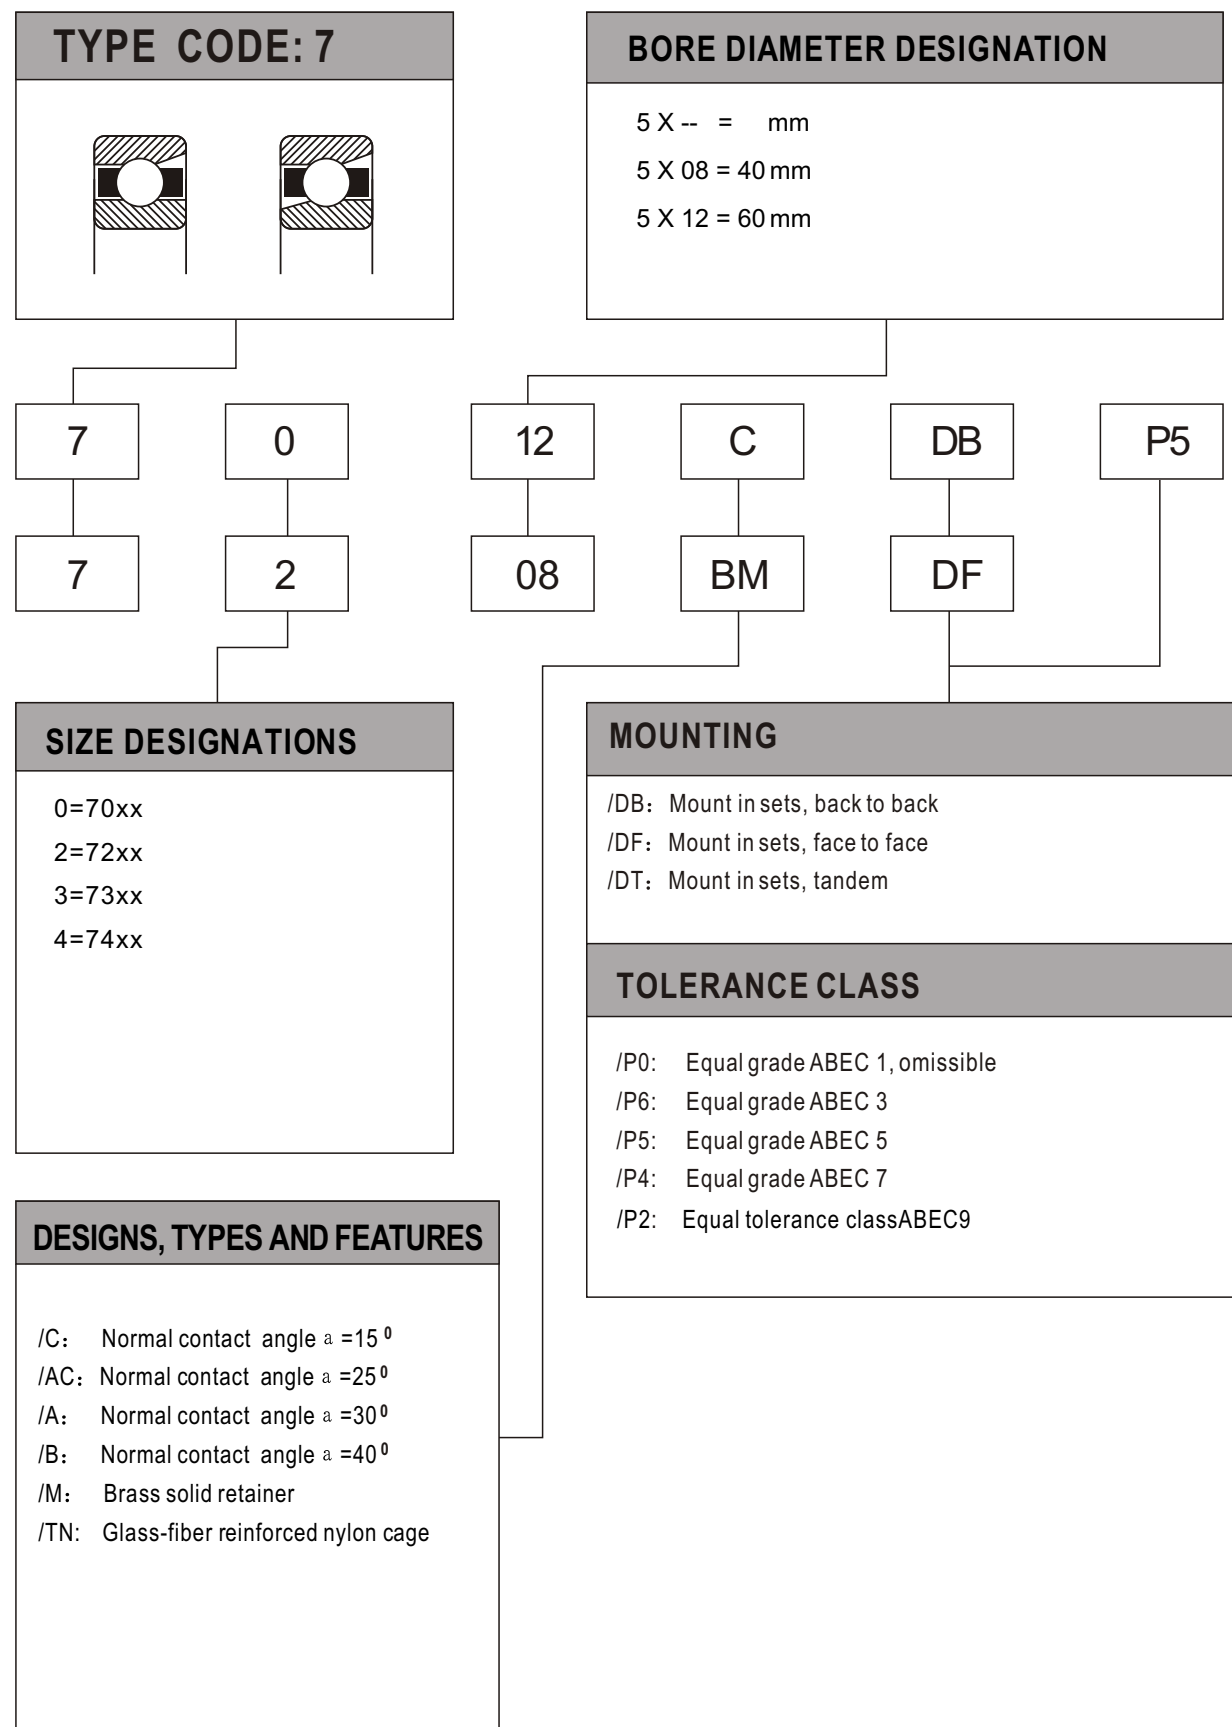 TYPE CODE: 7
BORE DIAMETER DESIGNATION
5 X -- = mm
5 X 08 = 40 mm
5 X 12 = 60 mm
7 0 12 C DB P5
7 2 08 BM DF
SIZE DESIGNATIONS
0=70xx
2=72xx
3=73xx
4=74xx
MOUNTING
/DB: Mount in sets, back to back
/DF: Mount in sets, face to face
/DT: Mount in sets, tandem
TOLERANCE CLASS
/P0: Equal grade ABEC 1, omissible
/P6: Equal grade ABEC 3
/P5: Equal grade ABEC 5
/P4: Equal grade ABEC 7
/P2: Equal tolerance classABEC9
DESIGNS, TYPES AND FEATURES
/C: Normal contact angle a =15⁰
/AC: Normal contact angle a =25⁰
/A: Normal contact angle a =30⁰
/B: Normal contact angle a =40⁰
/M: Brass solid retainer
/TN: Glass-fiber reinforced nylon cage